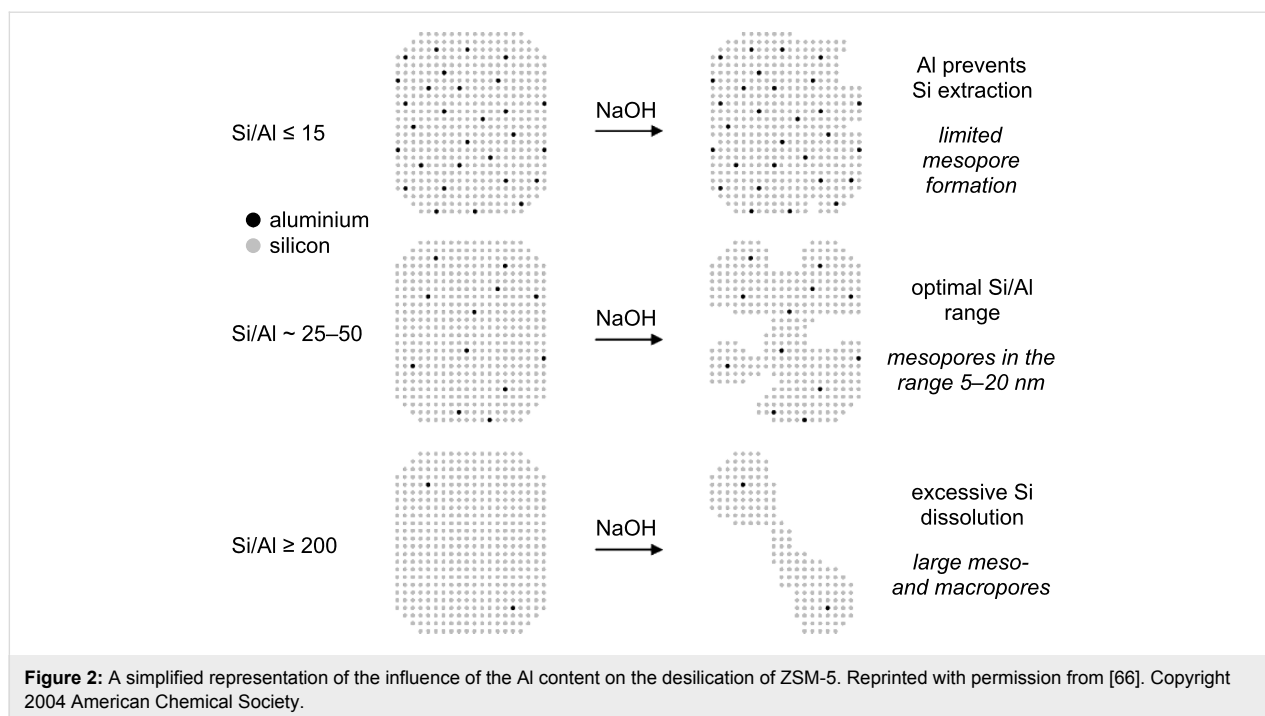 Si/Al ≤ 15
NaOH
Al prevents
Si extraction
limited
mesopore
formation
aluminium
silicon
Si/Al ~ 25–50
NaOH
optimal Si/Al
range
mesopores in the
range 5–20 nm
Si/Al ≥ 200
NaOH
excessive Si
dissolution
large meso-
and macropores
Figure 2: A simplified representation of the influence of the Al content on the desilication of ZSM-5. Reprinted with permission from [66]. Copyright
2004 American Chemical Society.